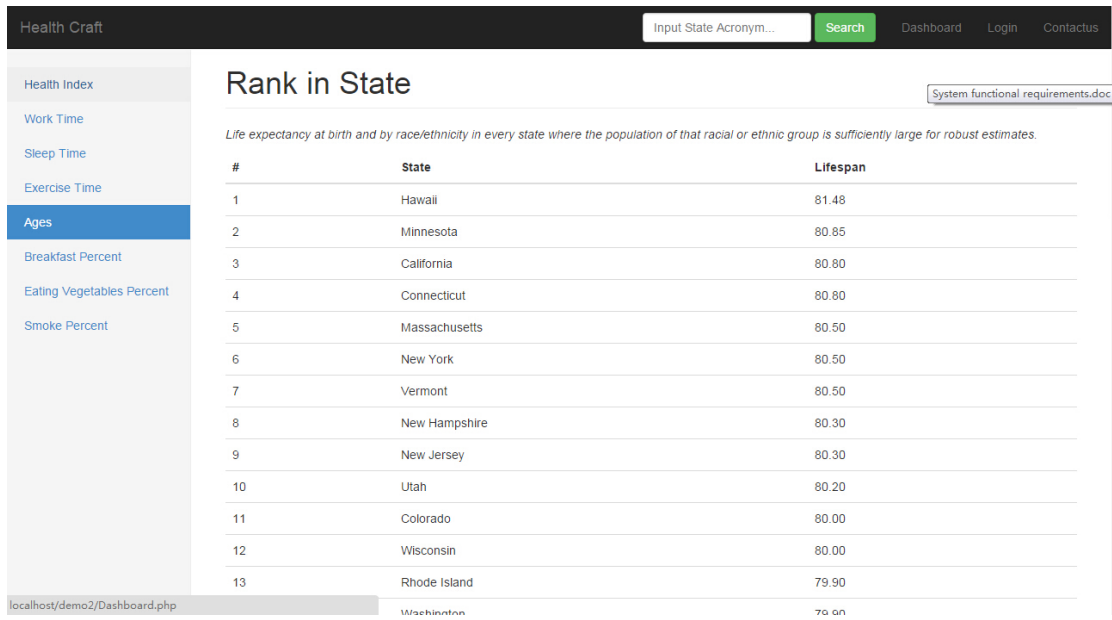 Health Craft Input State Acronym... Search Dashboard Login Contactus
Health Index
Work Time
Sleep Time
Exercise Time
Ages
Breakfast Percent
Eating Vegetables Percent
Smoke Percent
Rank in State
System functional requirements.doc
Life expectancy at birth and by race/ethnicity in every state where the population of that racial or ethnic group is sufficiently large for robust estimates.
# State Lifespan
1 Hawaii 81.48
2 Minnesota 80.85
3 California 80.80
4 Connecticut 80.80
5 Massachusetts 80.50
6 New York 80.50
7 Vermont 80.50
8 New Hampshire 80.30
9 New Jersey 80.30
10 Utah 80.20
11 Colorado 80.00
12 Wisconsin 80.00
13 Rhode Island 79.90
Washington 79.90
localhost/demo2/Dashboard.php